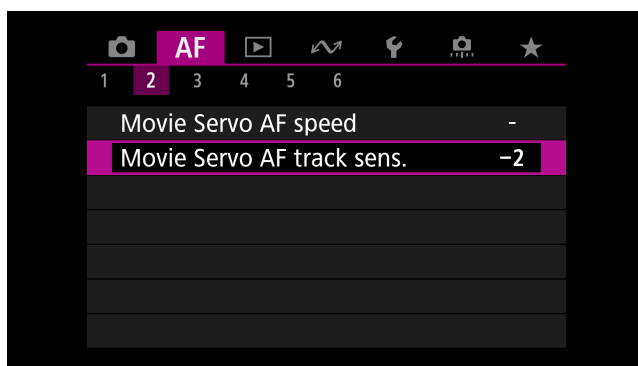 AF
1 2 3 4 5 6
Movie Servo AF speed -
Movie Servo AF track sens. −2